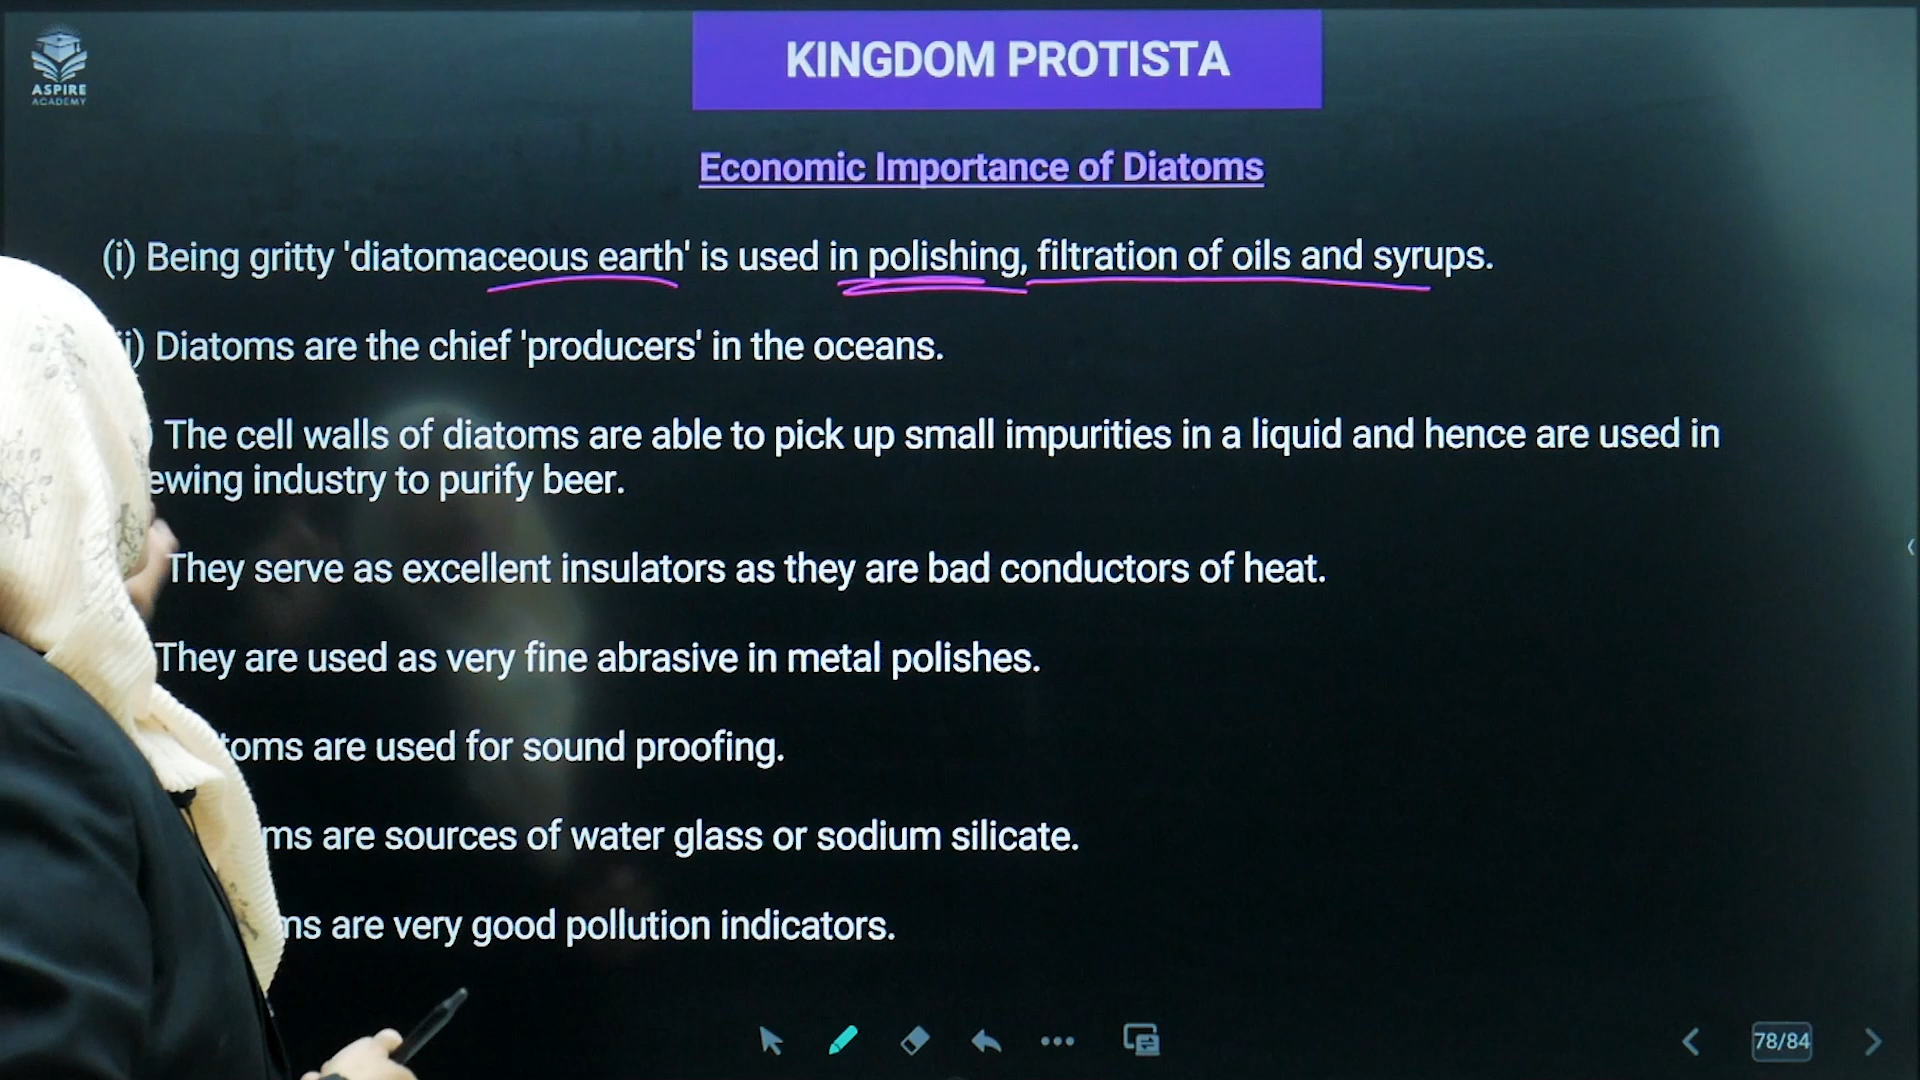 ASPIRE
ACADEMY
KINGDOM PROTISTA
Economic Importance of Diatoms
(i) Being gritty 'diatomaceous earth' is used in polishing, filtration of oils and syrups.
i) Diatoms are the chief 'producers' in the oceans.
The cell walls of diatoms are able to pick up small impurities in a liquid and hence are used in
ewing industry to purify beer.
They serve as excellent insulators as they are bad conductors of heat.
They are used as very fine abrasive in metal polishes.
toms are used for sound proofing.
ms are sources of water glass or sodium silicate.
ms are very good pollution indicators.
78/84